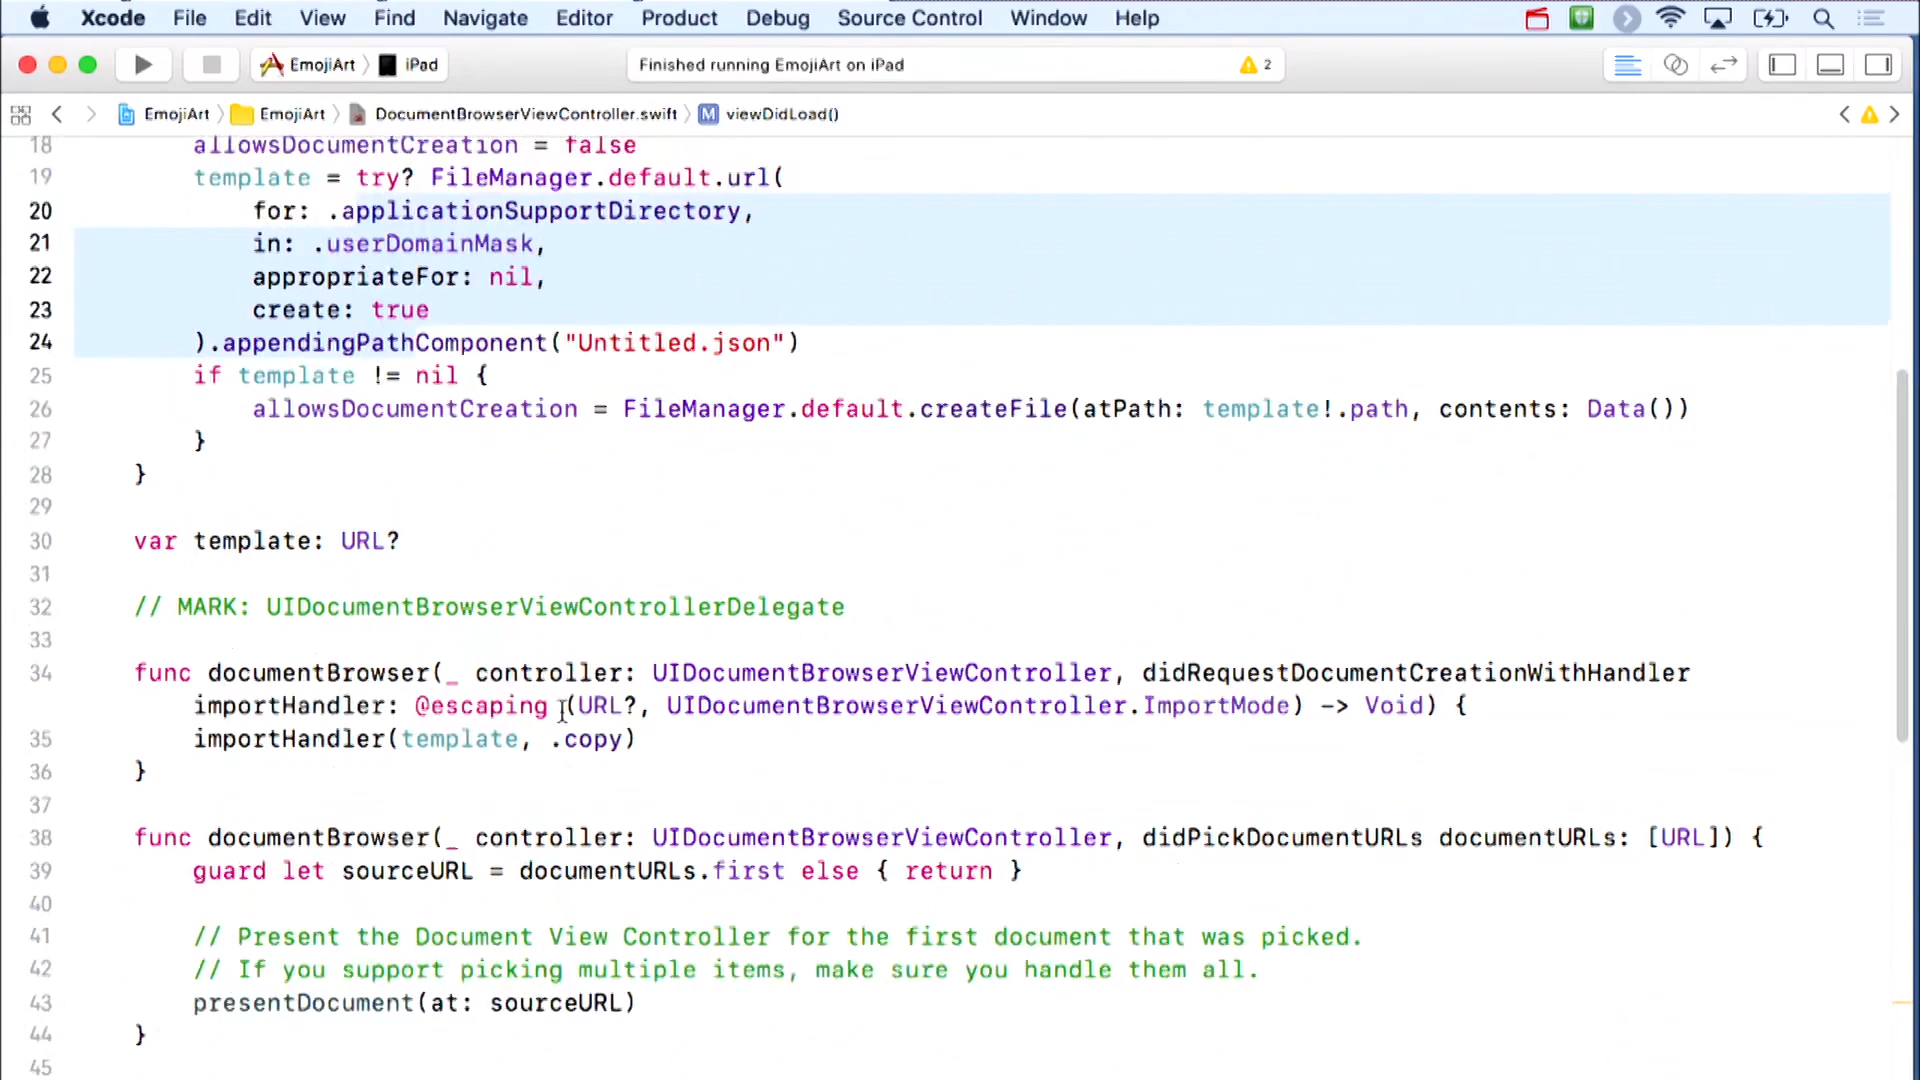 Xcode File Edit View Find Navigate Editor Product Debug Source Control Window Help
EmojiArt iPad Finished running EmojiArt on iPad 2
EmojiArt EmojiArt DocumentBrowserViewController.swift M viewDidLoad()
18 allowsDocumentCreation = false
19 template = try? FileManager.default.url(
20 for: .applicationSupportDirectory,
21 in: .userDomainMask,
22 appropriateFor: nil,
23 create: true
24 ).appendingPathComponent("Untitled.json")
25 if template != nil {
26 allowsDocumentCreation = FileManager.default.createFile(atPath: template!.path, contents: Data())
27 }
28 }
29
30 var template: URL?
31
32 // MARK: UIDocumentBrowserViewControllerDelegate
33
34 func documentBrowser(_ controller: UIDocumentBrowserViewController, didRequestDocumentCreationWithHandler
importHandler: @escaping (URL?, UIDocumentBrowserViewController.ImportMode) -> Void) {
35 importHandler(template, .copy)
36 }
37
38 func documentBrowser(_ controller: UIDocumentBrowserViewController, didPickDocumentURLs documentURLs: [URL]) {
39 guard let sourceURL = documentURLs.first else { return }
40
41 // Present the Document View Controller for the first document that was picked.
42 // If you support picking multiple items, make sure you handle them all.
43 presentDocument(at: sourceURL)
44 }
45